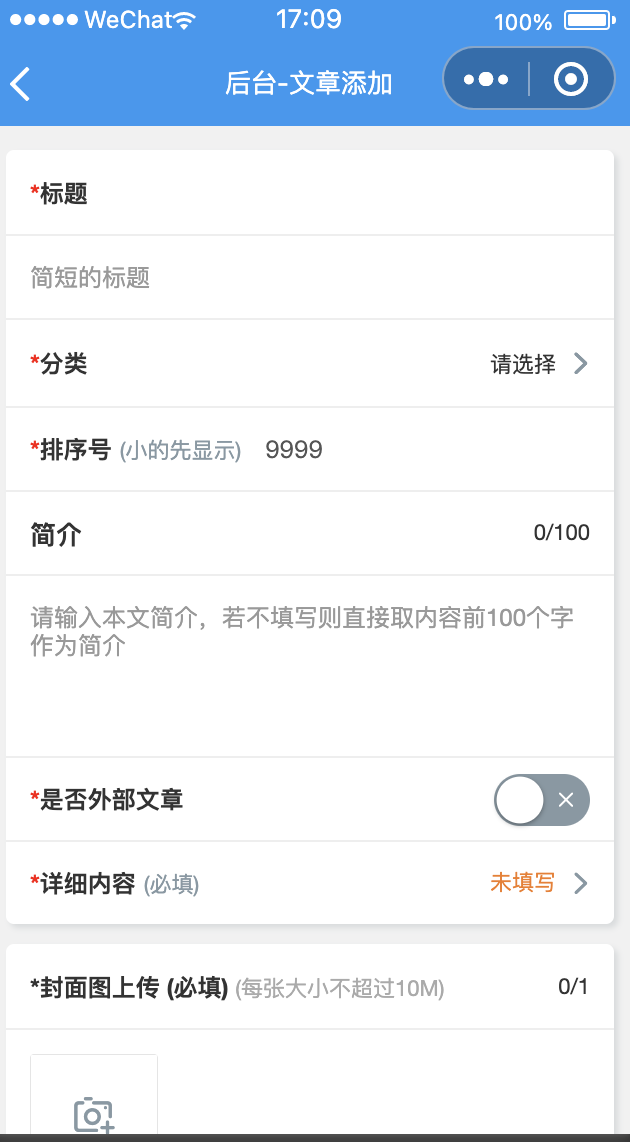 WeChat 17:09 100%
后台-文章添加
*标题
简短的标题
*分类 请选择
*排序号 (小的先显示) 9999
简介 0/100
请输入本文简介，若不填写则直接取内容前100个字
作为简介
*是否外部文章
*详细内容 (必填) 未填写
*封面图上传 (必填) (每张大小不超过10M) 0/1